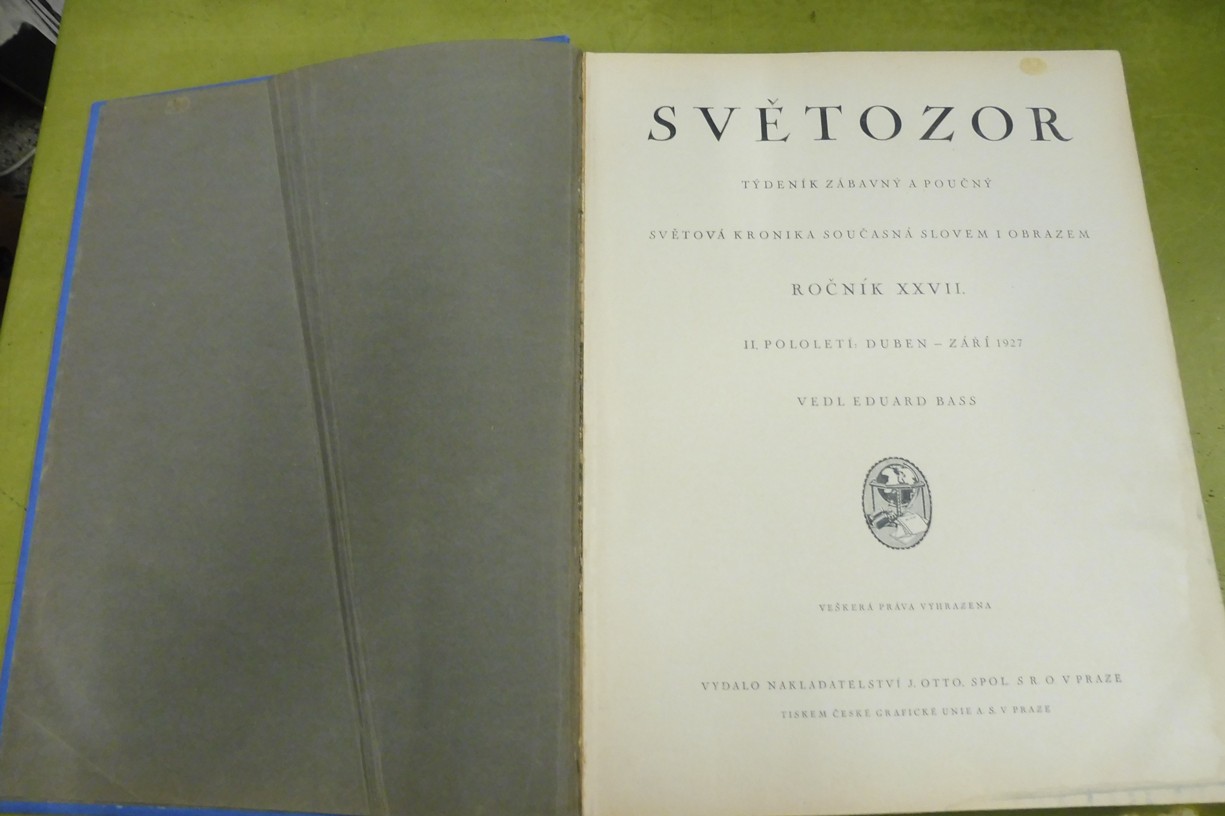 SVĚTOZOR
TÝDENÍK ZÁBAVNÝ A POUČNÝ
SVĚTOVÁ KRONIKA SOUČASNÁ SLOVEM I OBRAZEM
ROČNÍK XXVII.
II. POLOLETÍ: DUBEN – ZÁŘÍ 1927
VEDL EDUARD BASS
VEŠKERÁ PRÁVA VYHRAZENA
VYDALO NAKLADATELSTVÍ J. OTTO, SPOL. S R. O. V PRAZE
TISKEM ČESKÉ GRAFICKÉ UNIE A. S. V PRAZE